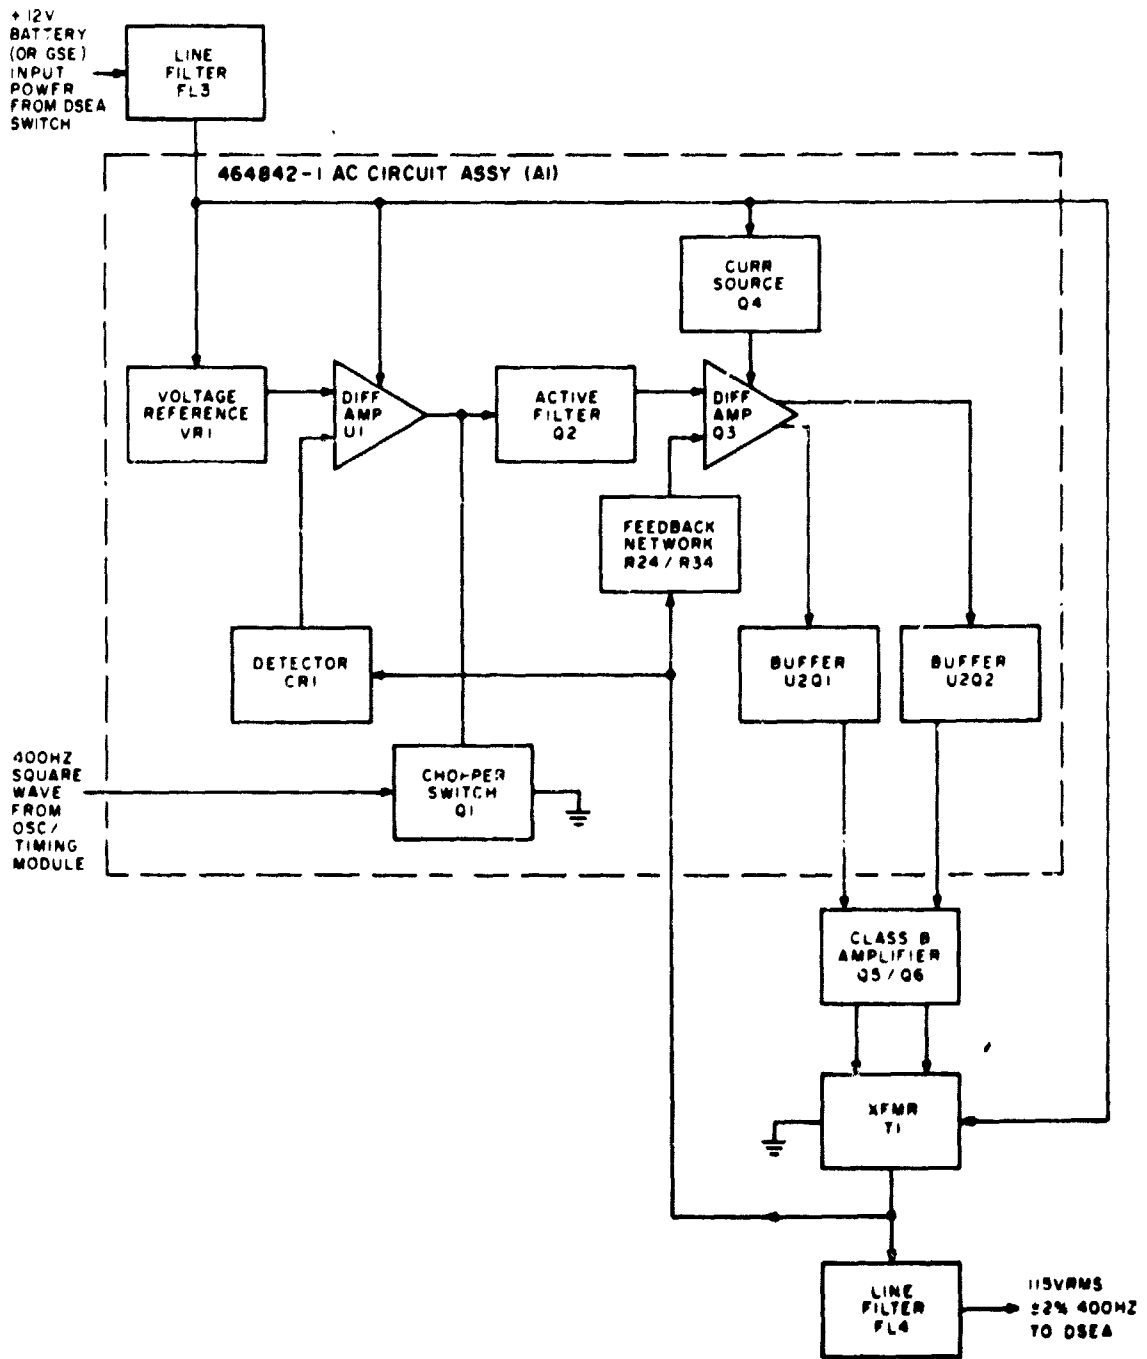 +12V
BATTERY
(OR GSE)
INPUT
POWER
FROM DSEA
SWITCH
LINE
FILTER
FL3
464842-1 AC CIRCUIT ASSY (A1)
CURR
SOURCE
Q4
VOLTAGE
REFERENCE
VR1
DIFF
AMP
U1
ACTIVE
FILTER
Q2
DIFF
AMP
Q3
FEEDBACK
NETWORK
R24/R34
DETECTOR
CR1
BUFFER
U2Q1
BUFFER
U2Q2
400HZ
SQUARE
WAVE
FROM
OSC/
TIMING
MODULE
CHOPPER
SWITCH
Q1
CLASS B
AMPLIFIER
Q5/Q6
XFMR
T1
LINE
FILTER
FL4
115VRMS
±2% 400HZ
TO DSEA